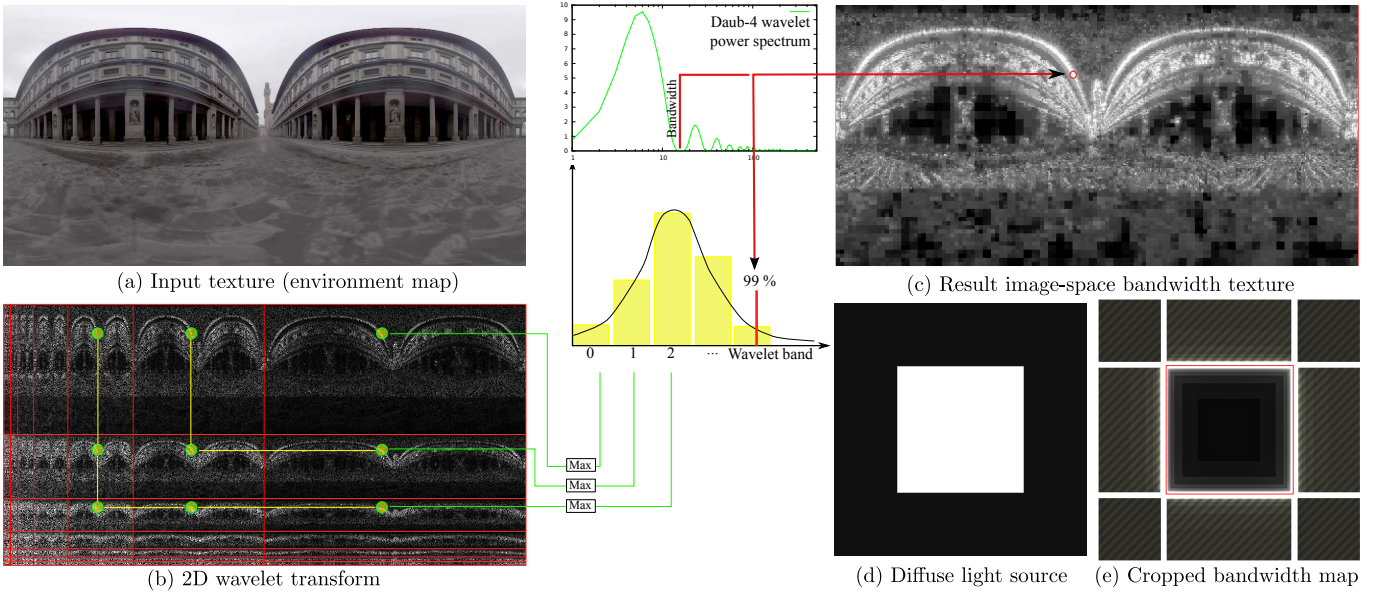 10
9
8
7
6
5
4
3
2
1
0
Daub-4 wavelet
power spectrum
Bandwidth
1
10
100
(a) Input texture (environment map)
99 %
0 1 2 ... Wavelet band
(c) Result image-space bandwidth texture
Max
Max
Max
(b) 2D wavelet transform
(d) Diffuse light source
(e) Cropped bandwidth map